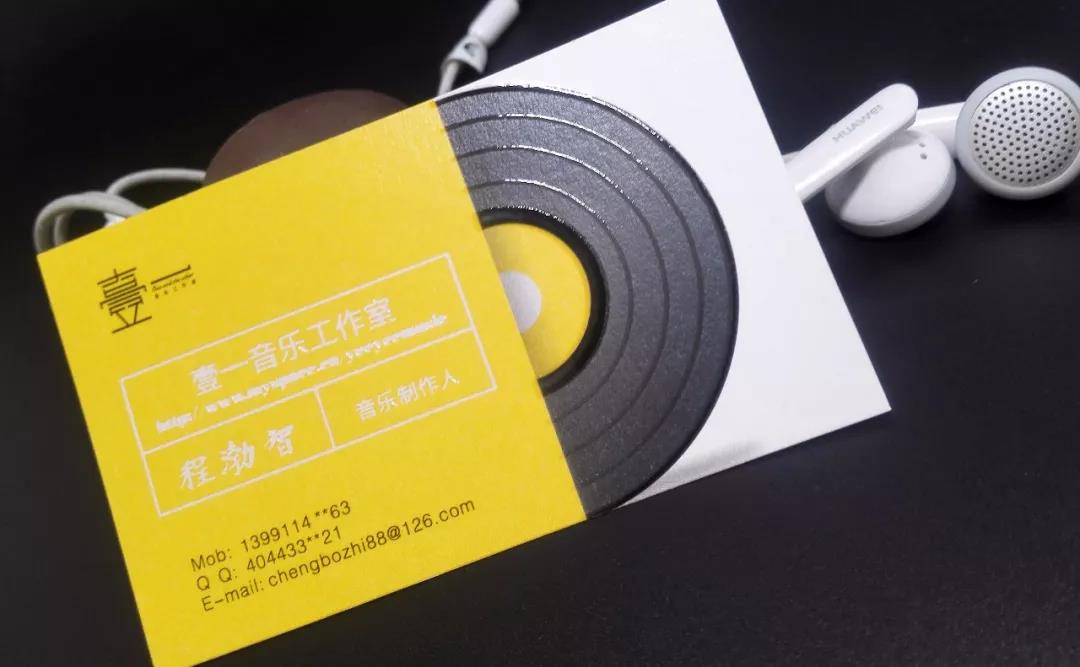 壹一
壹一音乐工作室
程渤智
音乐制作人
Mob: 1399114**63
Q Q: 404433**21
E-mail: chengbozhi88@126.com
HUAWEI